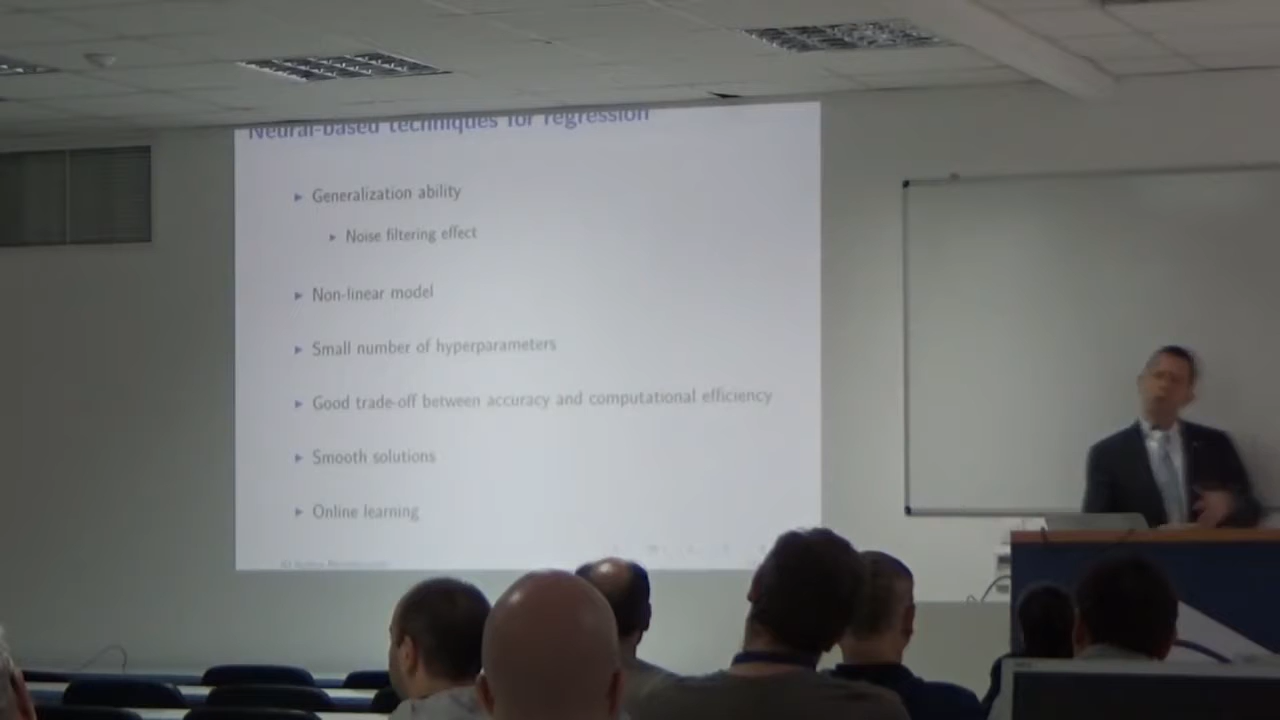 Neural-based techniques for regression
Generalization ability
Noise filtering effect
Non-linear model
Small number of hyperparameters
Good trade-off between accuracy and computational efficiency
Smooth solutions
Online learning